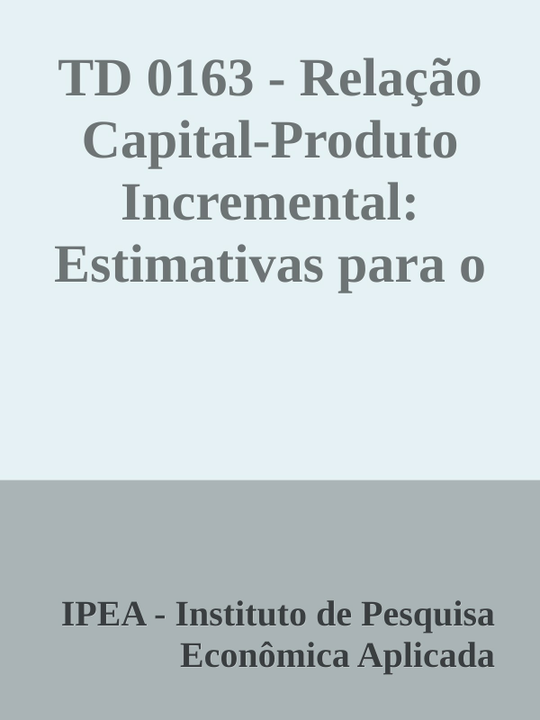 TD 0163 - Relação
Capital-Produto
Incremental:
Estimativas para o
IPEA - Instituto de Pesquisa
Econômica Aplicada